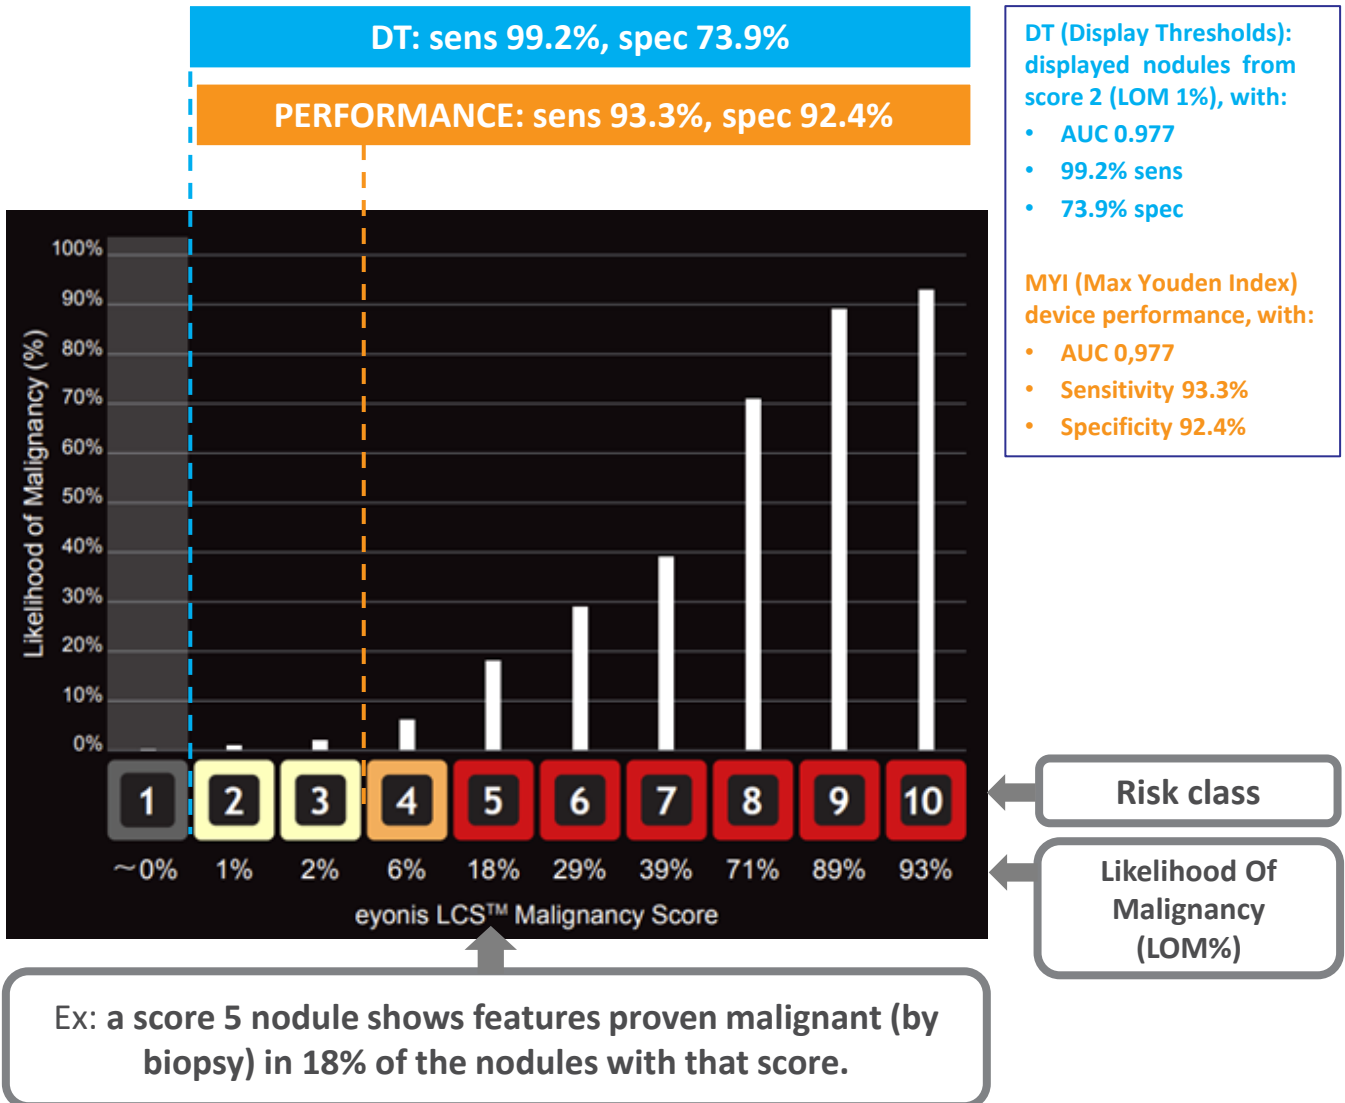 DT: sens 99.2%, spec 73.9%
PERFORMANCE: sens 93.3%, spec 92.4%
DT (Display Thresholds):
displayed nodules from
score 2 (LOM 1%), with:
• AUC 0.977
• 99.2% sens
• 73.9% spec
MYI (Max Youden Index)
device performance, with:
• AUC 0,977
• Sensitivity 93.3%
• Specificity 92.4%
Likelihood of Malignancy (%)
100%
90%
80%
70%
60%
50%
40%
30%
20%
10%
0%
1 2 3 4 5 6 7 8 9 10
~0% 1% 2% 6% 18% 29% 39% 71% 89% 93%
eyonis LCS™ Malignancy Score
Risk class
Likelihood Of
Malignancy
(LOM%)
Ex: a score 5 nodule shows features proven malignant (by
biopsy) in 18% of the nodules with that score.